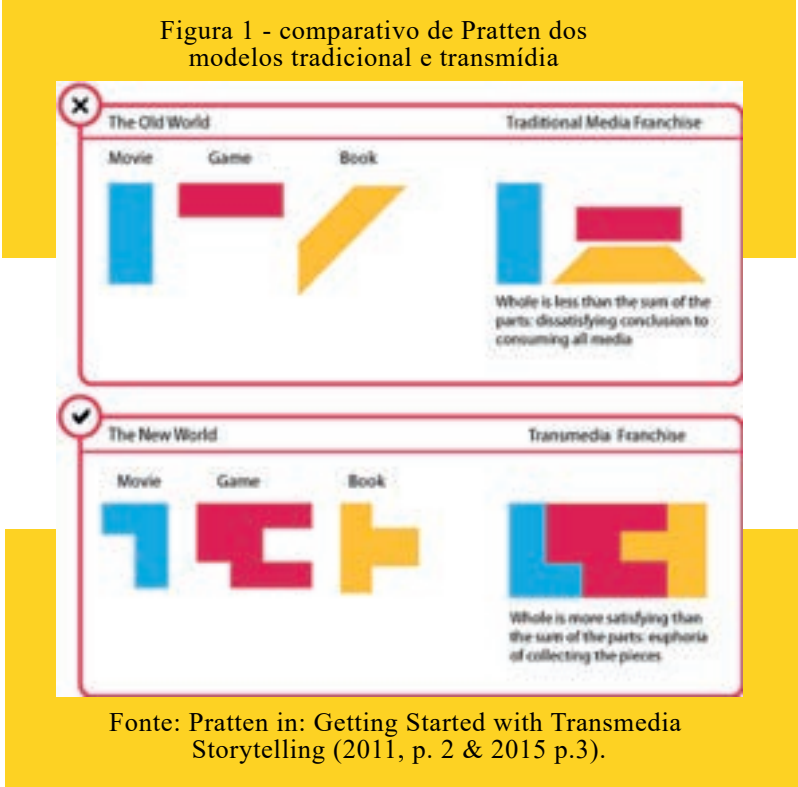 Figura 1 - comparativo de Pratten dos
modelos tradicional e transmídia
The Old World
Traditional Media Franchise
Movie
Game
Book
Whole is less than the sum of the
parts: dissatisfying conclusion to
consuming all media
The New World
Transmedia Franchise
Movie
Game
Book
Whole is more satisfying than
the sum of the parts: euphoria
of collecting the pieces
Fonte: Pratten in: Getting Started with Transmedia
Storytelling (2011, p. 2 & 2015 p.3).